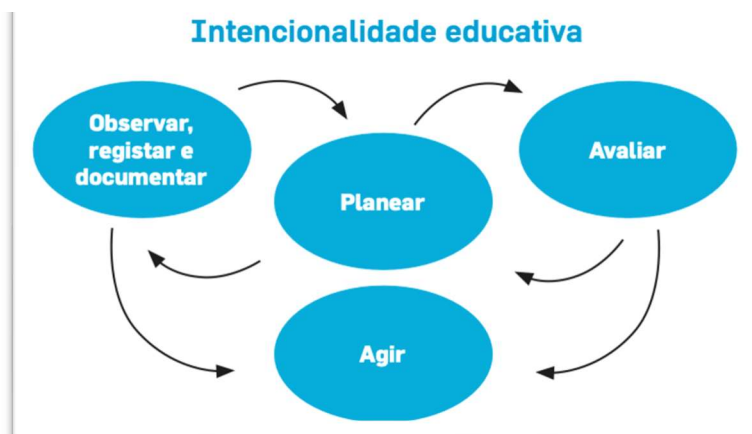 Intencionalidade educativa
Observar,
registar e
documentar
Planear
Avaliar
Agir